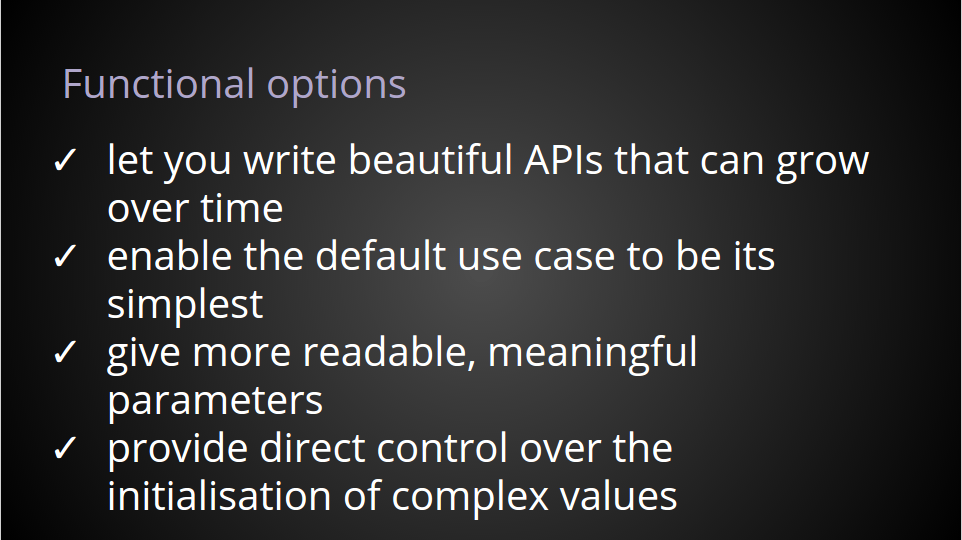 Functional options
✓ let you write beautiful APIs that can grow
over time
✓ enable the default use case to be its
simplest
✓ give more readable, meaningful
parameters
✓ provide direct control over the
initialisation of complex values